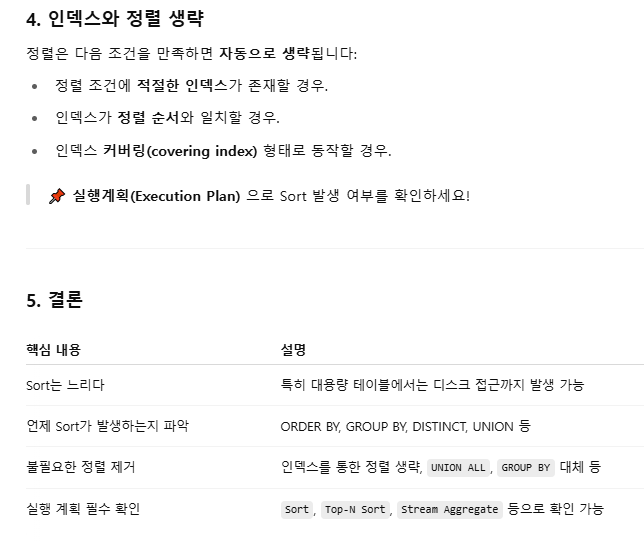 4. 인덱스와 정렬 생략
정렬은 다음 조건을 만족하면 자동으로 생략됩니다:
• 정렬 조건에 적절한 인덱스가 존재할 경우.
• 인덱스가 정렬 순서와 일치할 경우.
• 인덱스 커버링(covering index) 형태로 동작할 경우.
📌 실행계획(Execution Plan) 으로 Sort 발생 여부를 확인하세요!
5. 결론
핵심 내용 설명
Sort는 느리다 특히 대용량 테이블에서는 디스크 접근까지 발생 가능
언제 Sort가 발생하는지 파악 ORDER BY, GROUP BY, DISTINCT, UNION 등
불필요한 정렬 제거 인덱스를 통한 정렬 생략, UNION ALL, GROUP BY 대체 등
실행 계획 필수 확인 Sort, Top-N Sort, Stream Aggregate 등으로 확인 가능